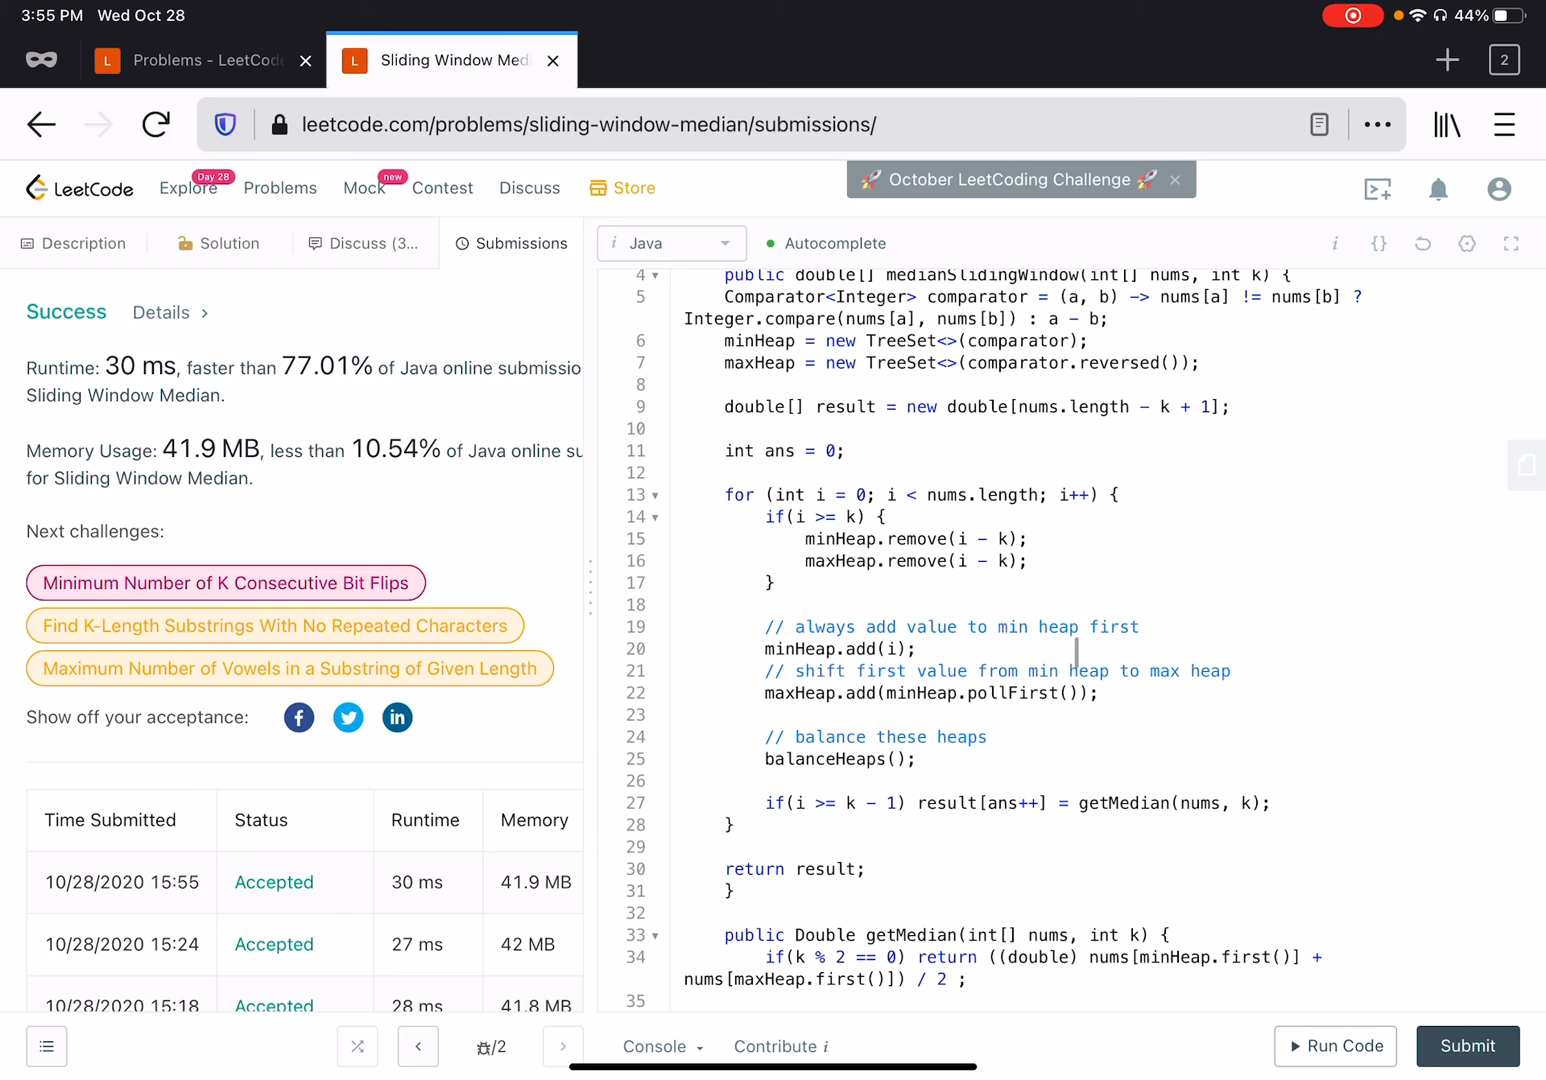 3:55 PM Wed Oct 28
44%
L Problems - LeetCode
L Sliding Window Med
2
leetcode.com/problems/sliding-window-median/submissions/
LeetCode
Explore Day 28
Problems
Mock new
Contest
Discuss
Store
🚀 October LeetCoding Challenge 🚀 ×
Description
Solution
Discuss (3...
Submissions
i Java
Autocomplete
i {}
Success Details >
Runtime: 30 ms, faster than 77.01% of Java online submissio
Sliding Window Median.
Memory Usage: 41.9 MB, less than 10.54% of Java online su
for Sliding Window Median.
Next challenges:
Minimum Number of K Consecutive Bit Flips
Find K-Length Substrings With No Repeated Characters
Maximum Number of Vowels in a Substring of Given Length
Show off your acceptance:
Time Submitted Status Runtime Memory
10/28/2020 15:55 Accepted 30 ms 41.9 MB
10/28/2020 15:24 Accepted 27 ms 42 MB
10/28/2020 15:18 Accepted 28 ms 41.8 MB
4 public double[] medianSlidingWindow(int[] nums, int k) {
5 Comparator<Integer> comparator = (a, b) -> nums[a] != nums[b] ?
Integer.compare(nums[a], nums[b]) : a - b;
6 minHeap = new TreeSet<>(comparator);
7 maxHeap = new TreeSet<>(comparator.reversed());
8
9 double[] result = new double[nums.length - k + 1];
10
11 int ans = 0;
12
13 for (int i = 0; i < nums.length; i++) {
14 if(i >= k) {
15 minHeap.remove(i - k);
16 maxHeap.remove(i - k);
17 }
18
19 // always add value to min heap first
20 minHeap.add(i);
21 // shift first value from min heap to max heap
22 maxHeap.add(minHeap.pollFirst());
23
24 // balance these heaps
25 balanceHeaps();
26
27 if(i >= k - 1) result[ans++] = getMedian(nums, k);
28 }
29
30 return result;
31 }
32
33 public Double getMedian(int[] nums, int k) {
34 if(k % 2 == 0) return ((double) nums[minHeap.first()] +
nums[maxHeap.first()]) / 2 ;
35
/2
Console
Contribute i
Run Code
Submit